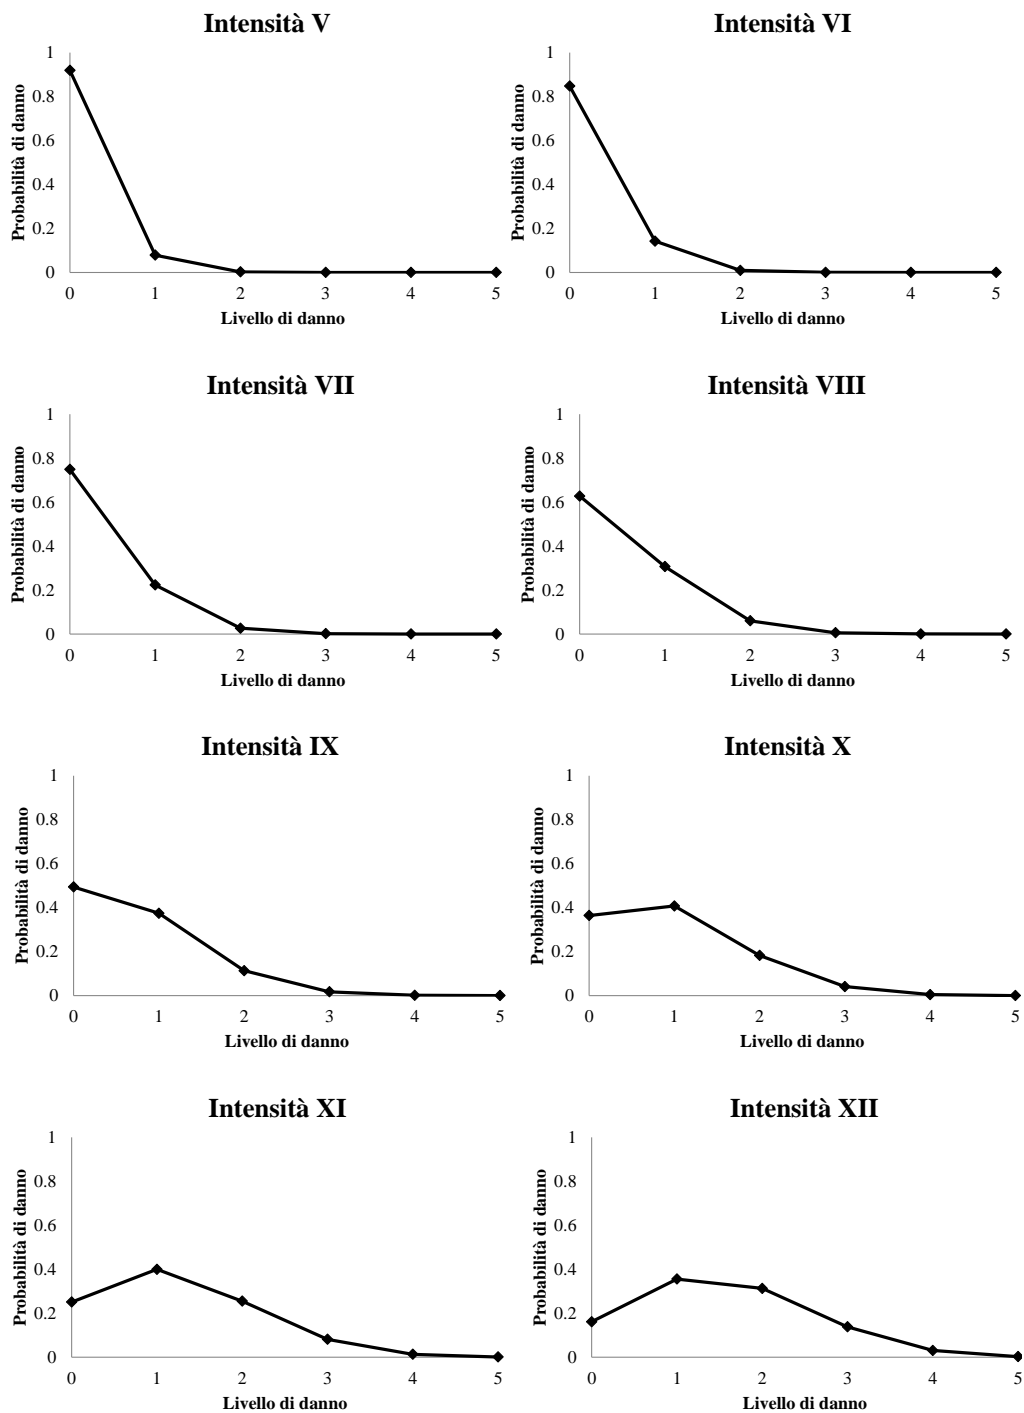 Intensità V
1
0.8
0.6
0.4
0.2
0
0 1 2 3 4 5
Probabilità di danno
Livello di danno
Intensità VI
1
0.8
0.6
0.4
0.2
0
0 1 2 3 4 5
Probabilità di danno
Livello di danno
Intensità VII
1
0.8
0.6
0.4
0.2
0
0 1 2 3 4 5
Probabilità di danno
Livello di danno
Intensità VIII
1
0.8
0.6
0.4
0.2
0
0 1 2 3 4 5
Probabilità di danno
Livello di danno
Intensità IX
1
0.8
0.6
0.4
0.2
0
0 1 2 3 4 5
Probabilità di danno
Livello di danno
Intensità X
1
0.8
0.6
0.4
0.2
0
0 1 2 3 4 5
Probabilità di danno
Livello di danno
Intensità XI
1
0.8
0.6
0.4
0.2
0
0 1 2 3 4 5
Probabilità di danno
Livello di danno
Intensità XII
1
0.8
0.6
0.4
0.2
0
0 1 2 3 4 5
Probabilità di danno
Livello di danno